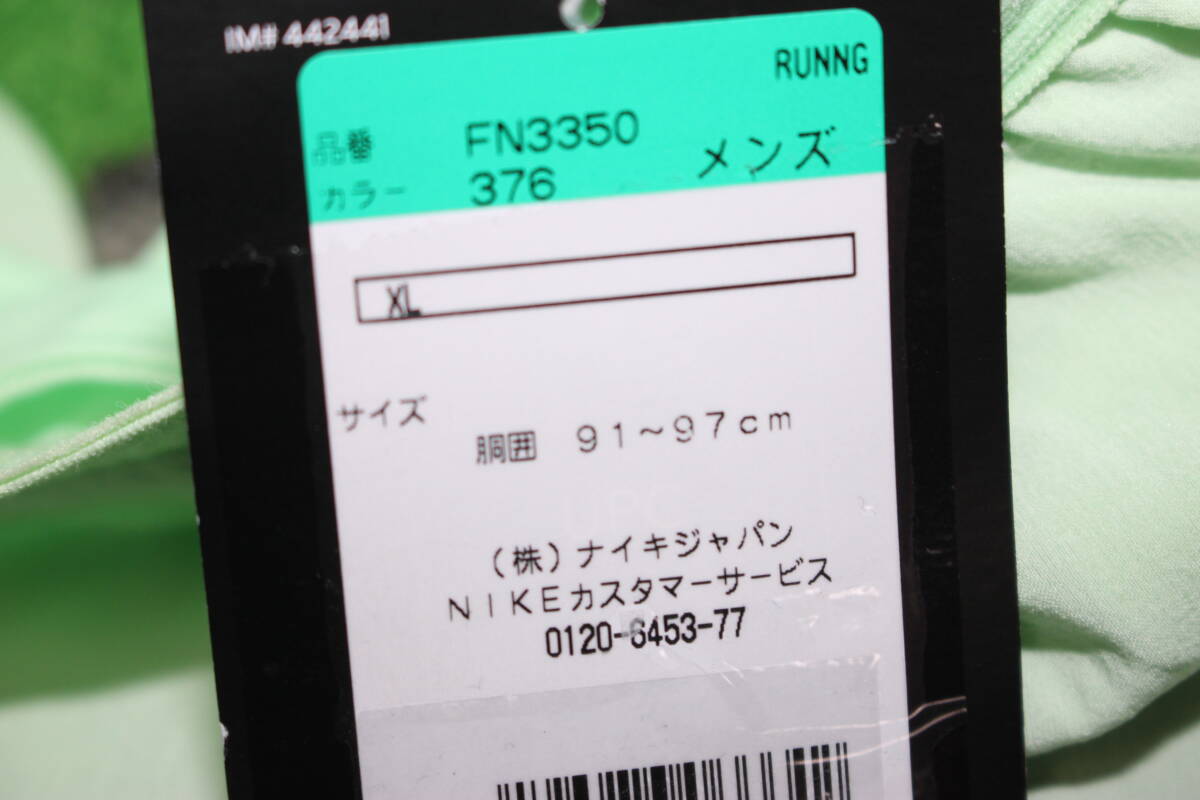 IM# 442441
RUNNG
品番 FN3350
カラー 376 メンズ
XL
サイズ
胴囲 91～97cm
UPC
(株)ナイキジャパン
NIKEカスタマーサービス
0120-6453-77